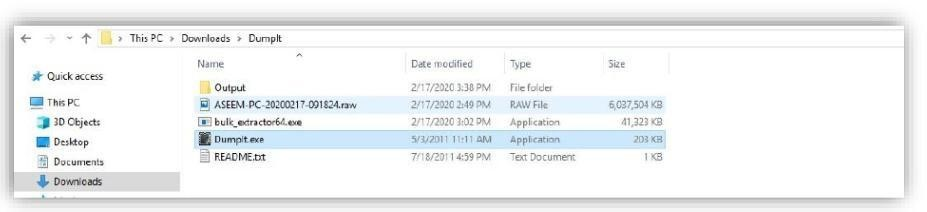 This PC > Downloads > DumpIt
Name Date modified Type Size
Quick access
Output 2/17/2020 3:38 PM File folder
This PC
ASEEM-PC-20200217-091824.raw 2/17/2020 2:49 PM RAW File 6,037,504 KB
3D Objects
bulk_extractor64.exe 2/17/2020 3:02 PM Application 41,323 KB
Desktop
DumpIt.exe 5/3/2011 11:11 AM Application 203 KB
Documents
README.txt 7/18/2011 4:59 PM Text Document 1 KB
Downloads